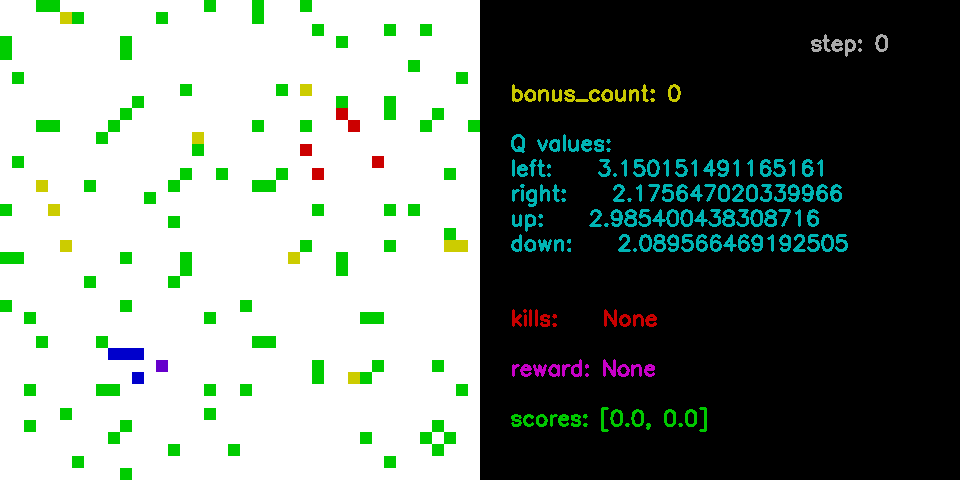 step: 0
bonus_count: 0
Q values:
left: 3.150151491165161
right: 2.175647020339966
up: 2.985400438308716
down: 2.089566469192505
kills: None
reward: None
scores: [0.0, 0.0]